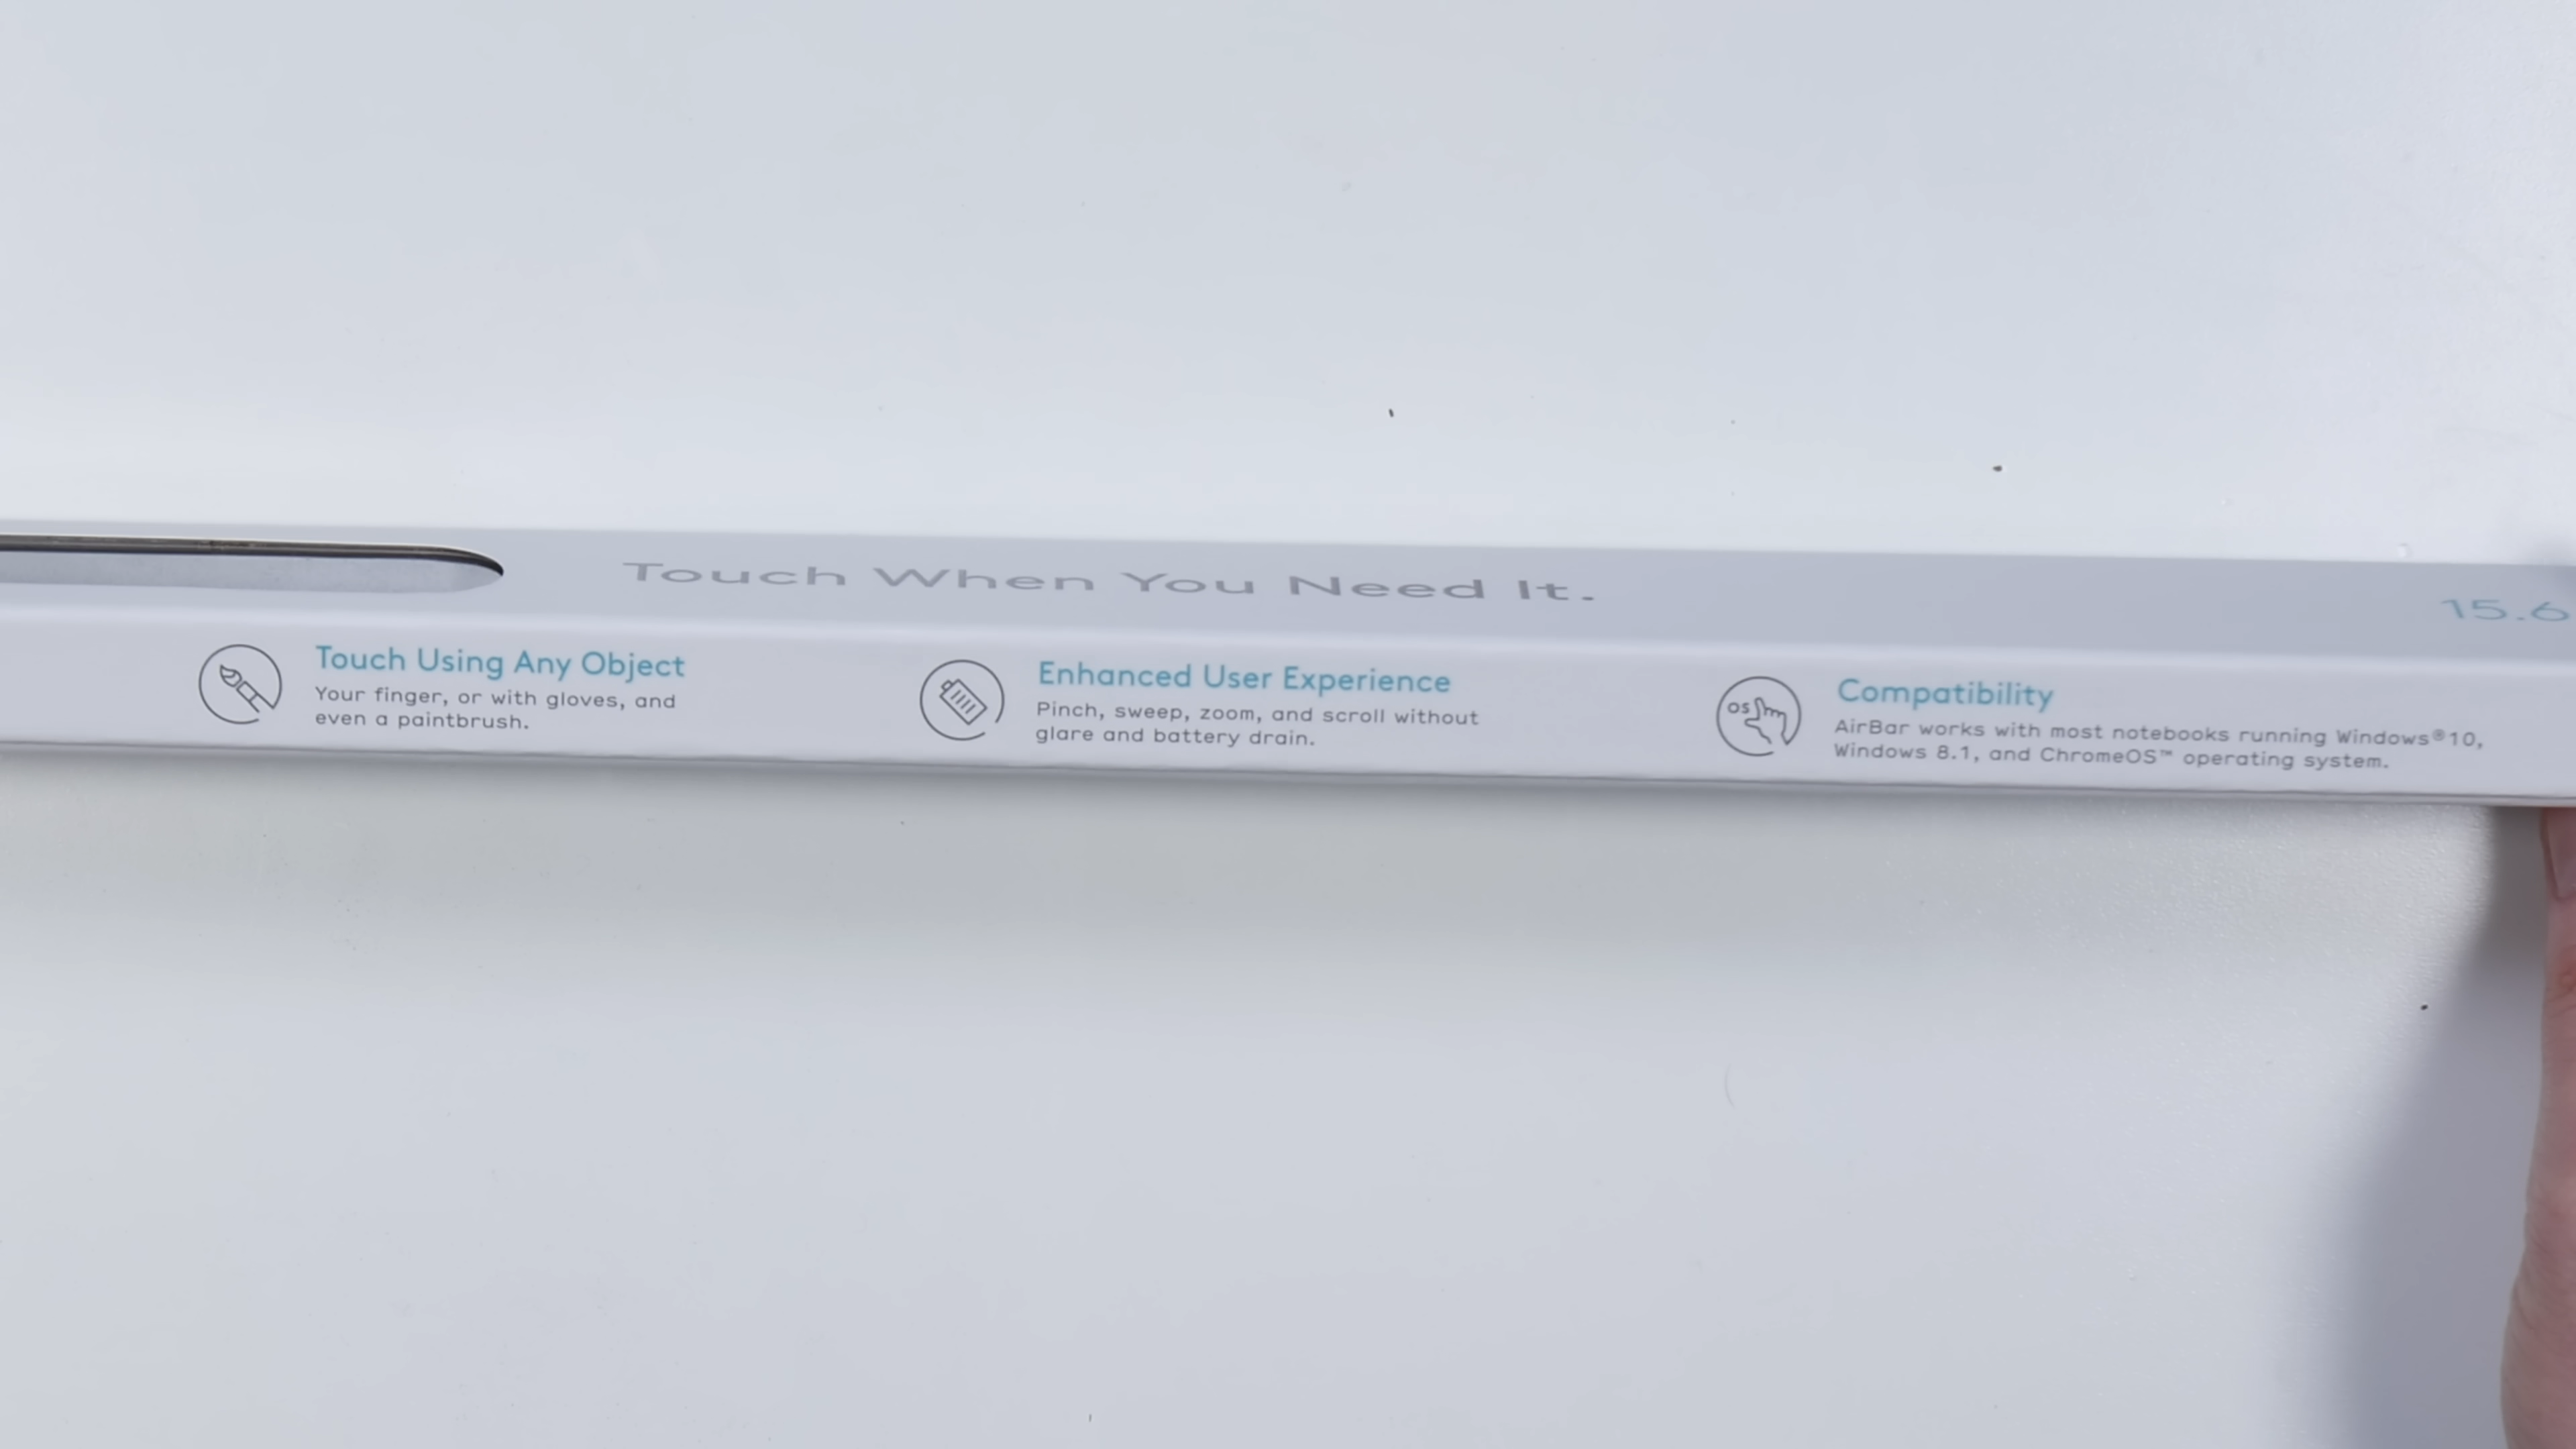 Touch When You Need It.
15.6
Touch Using Any Object
Your finger, or with gloves, and
even a paintbrush.
Enhanced User Experience
Pinch, sweep, zoom, and scroll without
glare and battery drain.
OS
Compatibility
AirBar works with most notebooks running Windows®10,
Windows 8.1, and ChromeOS™ operating system.